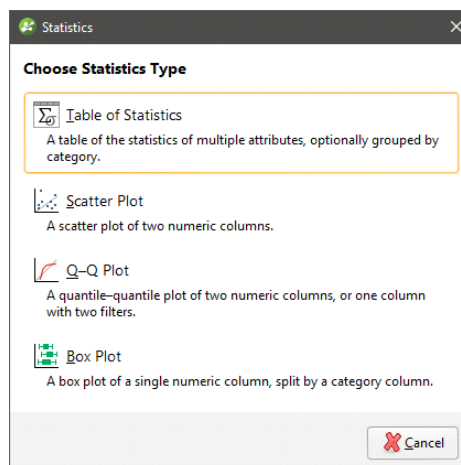 Statistics
Choose Statistics Type
Table of Statistics
A table of the statistics of multiple attributes, optionally grouped by
category.
Scatter Plot
A scatter plot of two numeric columns.
Q–Q Plot
A quantile–quantile plot of two numeric columns, or one column
with two filters.
Box Plot
A box plot of a single numeric column, split by a category column.
Cancel